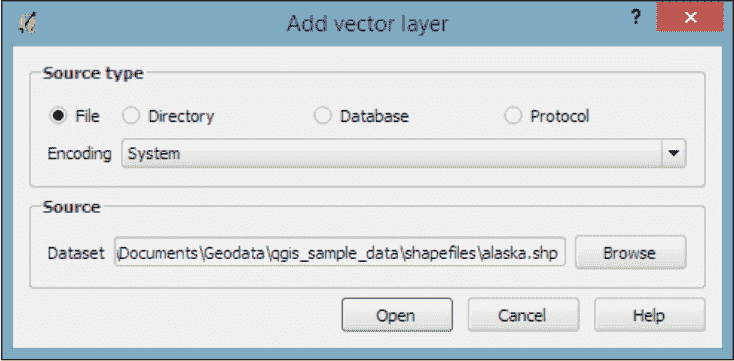 Add vector layer
?
Source type
File Directory Database Protocol
Encoding System
Source
Dataset \Documents\Geodata\qgis_sample_data\shapefiles\alaska.shp Browse
Open Cancel Help